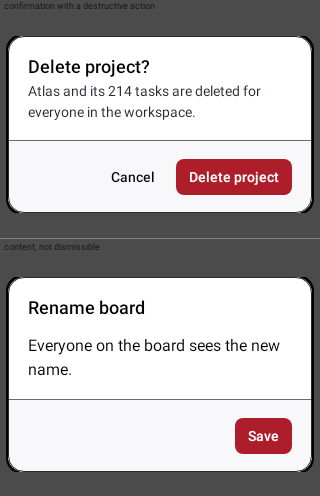 confirmation with a destructive action
Delete project?
Atlas and its 214 tasks are deleted for
everyone in the workspace.
Cancel
Delete project
content, not dismissible
Rename board
Everyone on the board sees the new
name.
Save